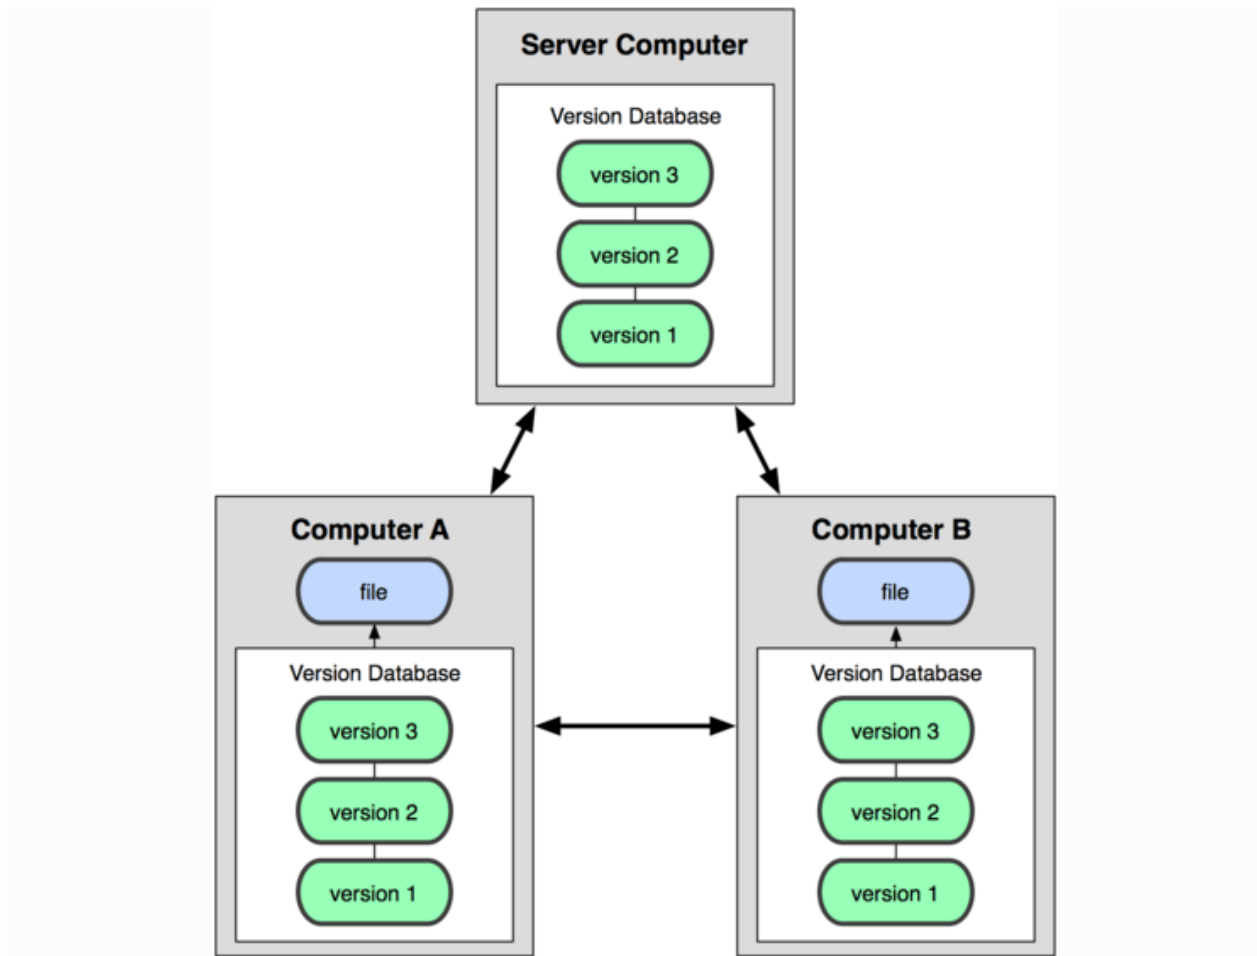 Server Computer
Version Database
version 3
version 2
version 1
Computer A
file
Version Database
version 3
version 2
version 1
Computer B
file
Version Database
version 3
version 2
version 1